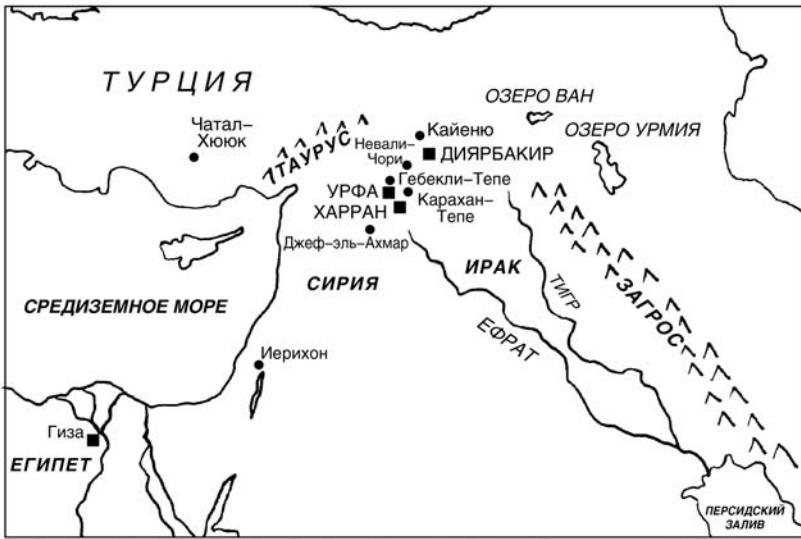 ТУРЦИЯ
ОЗЕРО ВАН
ОЗЕРО УРМИЯ
Чатал–
Хююк
ТАУРУС
Кайеню
Невали–
Чори
ДИЯРБАКИР
Гебекли–Тепе
УРФА
Карахан–
Тепе
ХАРРАН
Джеф–эль–Ахмар
СИРИЯ
ИРАК
ТИГР
ЗАГРОС
СРЕДИЗЕМНОЕ МОРЕ
ЕФРАТ
Иерихон
Гиза
ЕГИПЕТ
ПЕРСИДСКИЙ
ЗАЛИВ